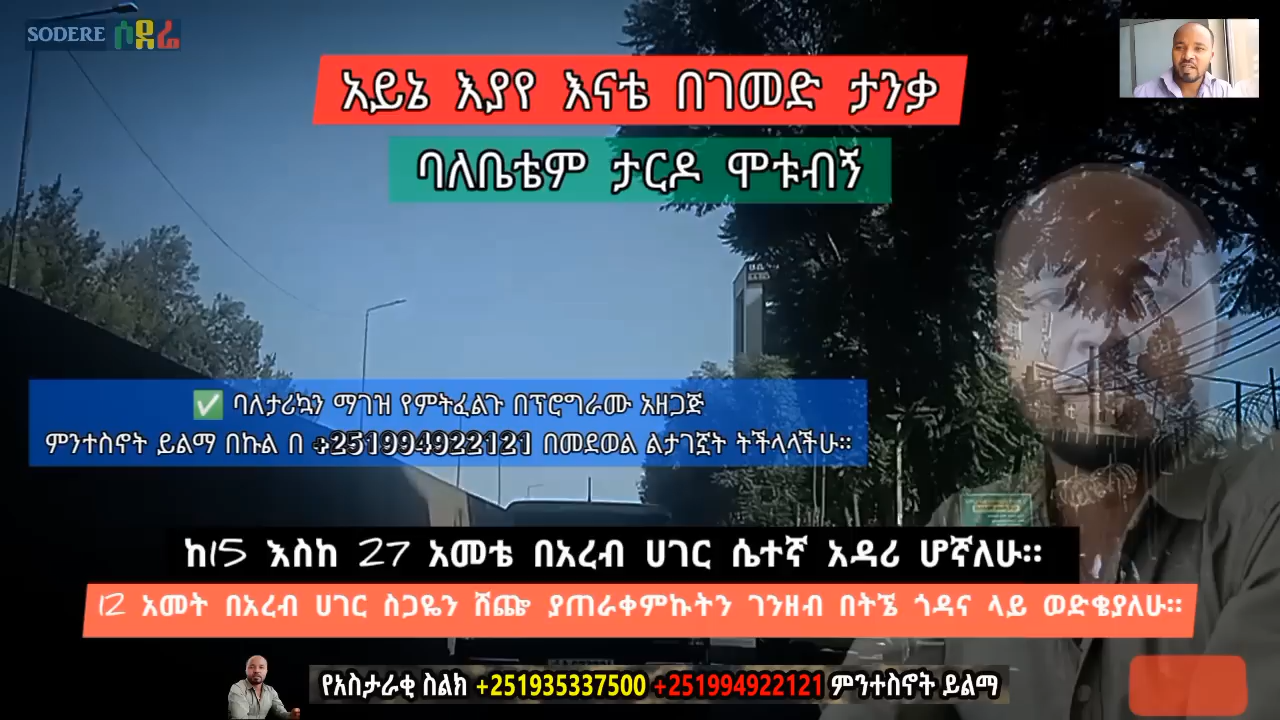 SODERE ሶደሬ
አይኔ እያየ እናቴ በገመድ ታንቃ
ባለቤቴም ታርዶ ሞቱብኝ
✅ ባለታሪኳን ማገዝ የምትፈልጉ በፕሮግራሙ አዘጋጅ
ምንተስኖት ይልማ በኩል በ +251994922121 በመደወል ልታገኟት ትችላላችሁ።
ከ15 እስከ 27 አመቴ በአረብ ሀገር ሴተኛ አዳሪ ሆኛለሁ።
12 አመት በአረብ ሀገር ስጋዬን ሽጬ ያጠራቀምኩትን ገንዘብ በትኜ ጎዳና ላይ ወድቄያለሁ።
የአስታራቂ ስልክ +251935337500 +251994922121 ምንተስኖት ይልማ